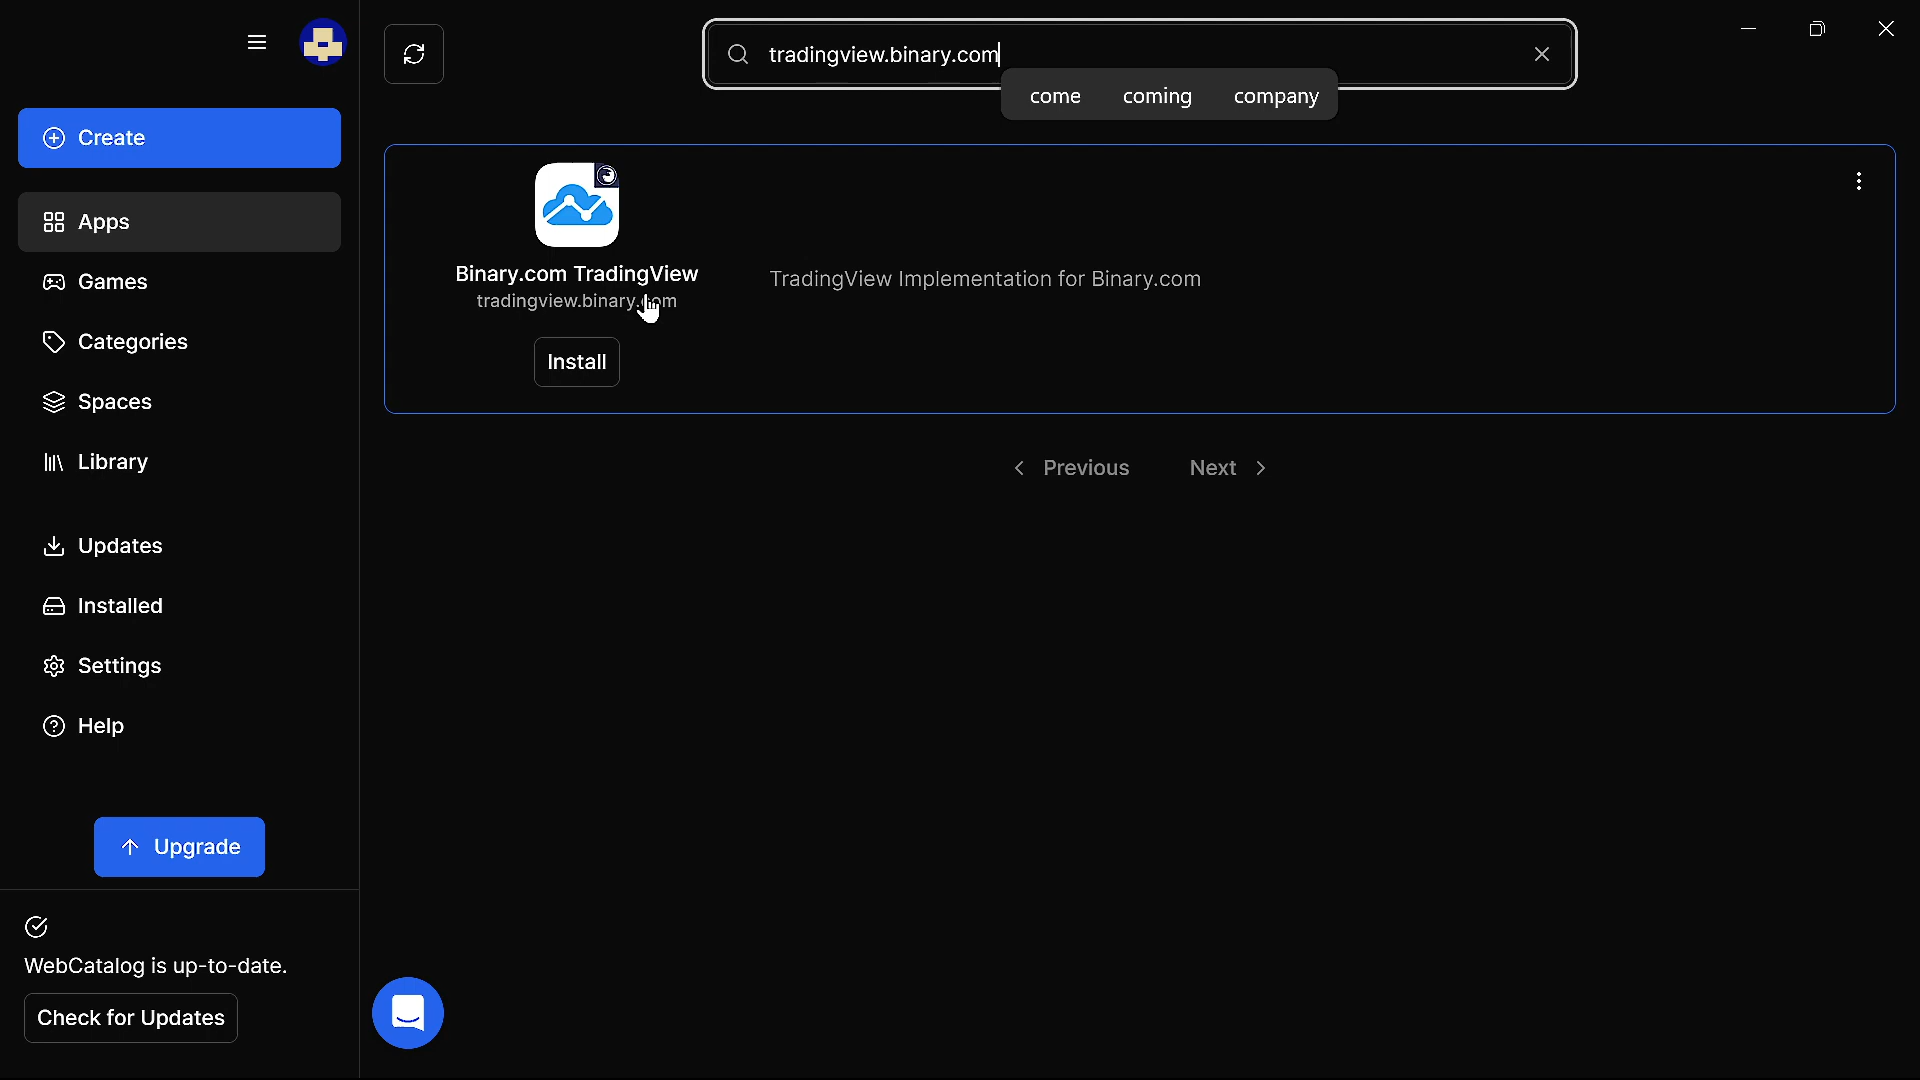 tradingview.binary.com
come coming company
Create
Apps
Games
Categories
Spaces
Library
Updates
Installed
Settings
Help
Upgrade
WebCatalog is up-to-date.
Check for Updates
Binary.com TradingView
tradingview.binary.com
Install
TradingView Implementation for Binary.com
Previous Next